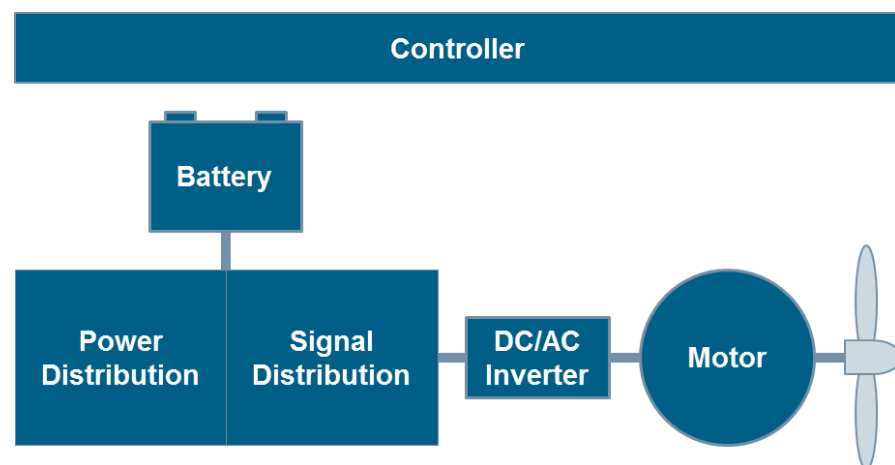 Controller
Battery
Power
Distribution
Signal
Distribution
DC/AC
Inverter
Motor